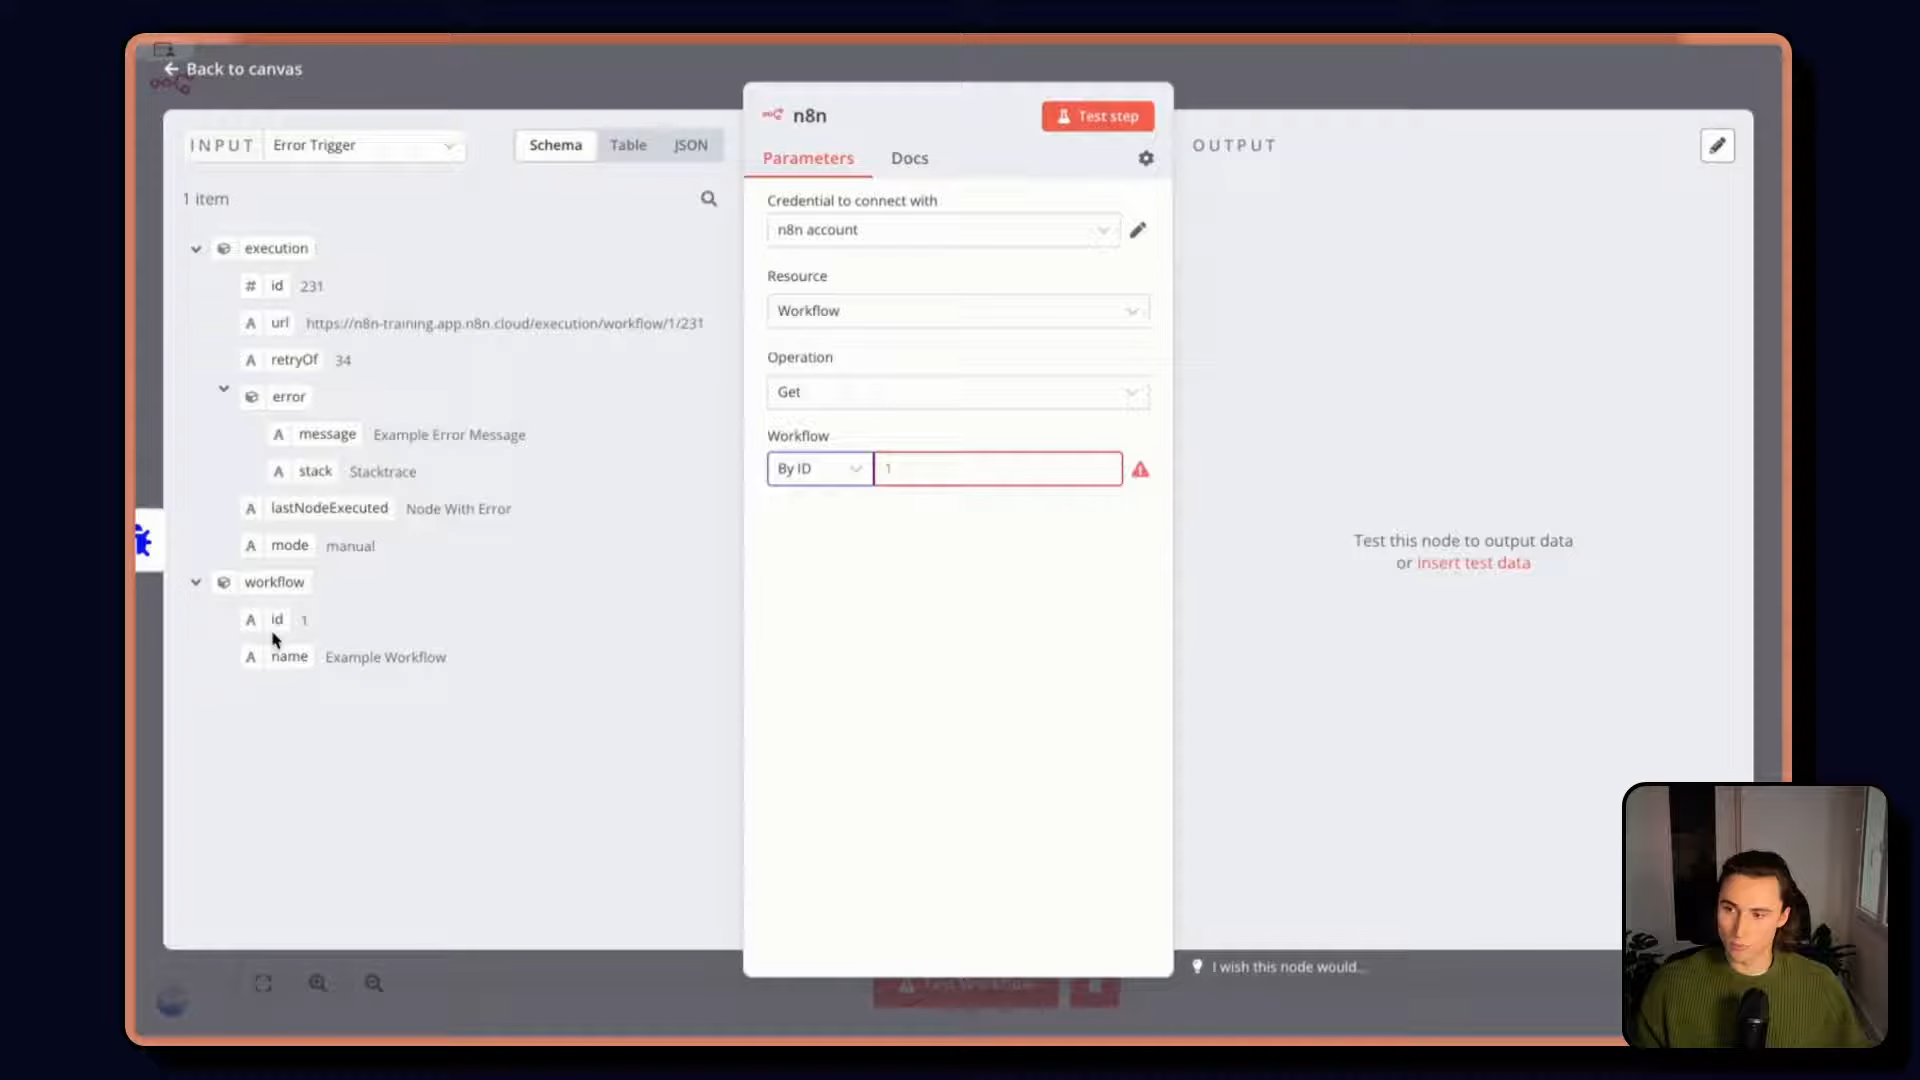 Back to canvas
INPUT Error Trigger
Schema Table JSON
1 item
execution
# id 231
A url https://n8n-training.app.n8n.cloud/execution/workflow/1/231
A retryOf 34
error
A message Example Error Message
A stack Stacktrace
A lastNodeExecuted Node With Error
A mode manual
workflow
A id 1
A name Example Workflow
n8n
Test step
Parameters Docs
Credential to connect with
n8n account
Resource
Workflow
Operation
Get
Workflow
By ID 1
OUTPUT
Test this node to output data
or insert test data
I wish this node would...
Test Workflow